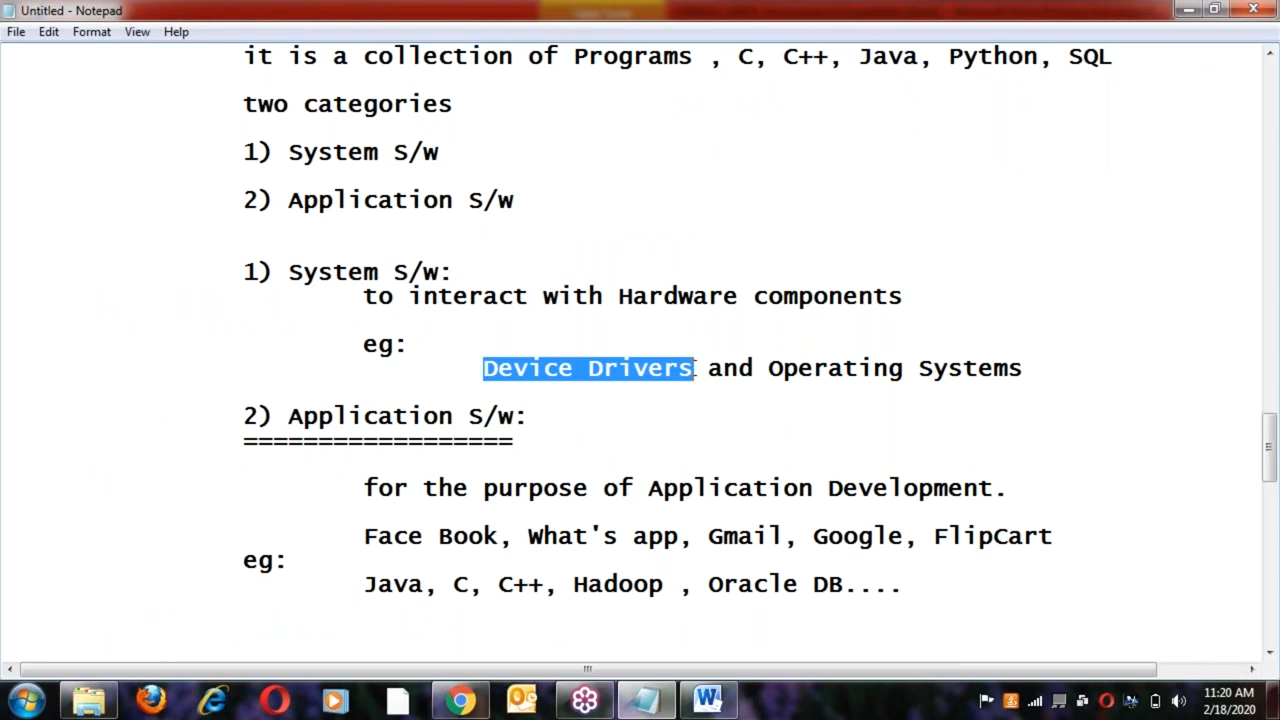 Untitled - Notepad
File Edit Format View Help
it is a collection of Programs , C, C++, Java, Python, SQL
two categories
1) System S/w
2) Application S/w
1) System S/w:
to interact with Hardware components
eg:
Device Drivers and Operating Systems
2) Application S/w:
==================
for the purpose of Application Development.
Face Book, What's app, Gmail, Google, FlipCart
eg:
Java, C, C++, Hadoop , Oracle DB....
11:20 AM
2/18/2020